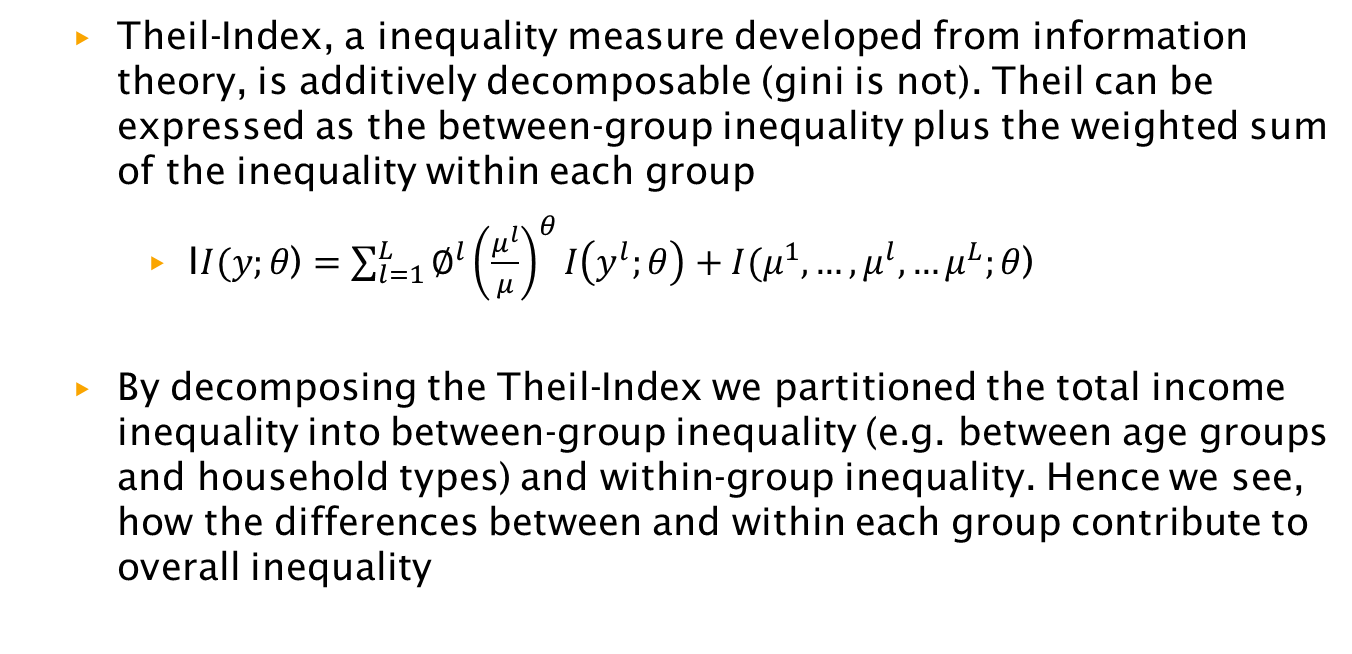 ▸ Theil-Index, a inequality measure developed from information
theory, is additively decomposable (gini is not). Theil can be
expressed as the between-group inequality plus the weighted sum
of the inequality within each group
▸ lI(y; θ) = ∑_{l=1}^{L} ∅^l (μ^l/μ)^θ I(y^l; θ) + I(μ^1, … , μ^l, … μ^L; θ)
▸ By decomposing the Theil-Index we partitioned the total income
inequality into between-group inequality (e.g. between age groups
and household types) and within-group inequality. Hence we see,
how the differences between and within each group contribute to
overall inequality